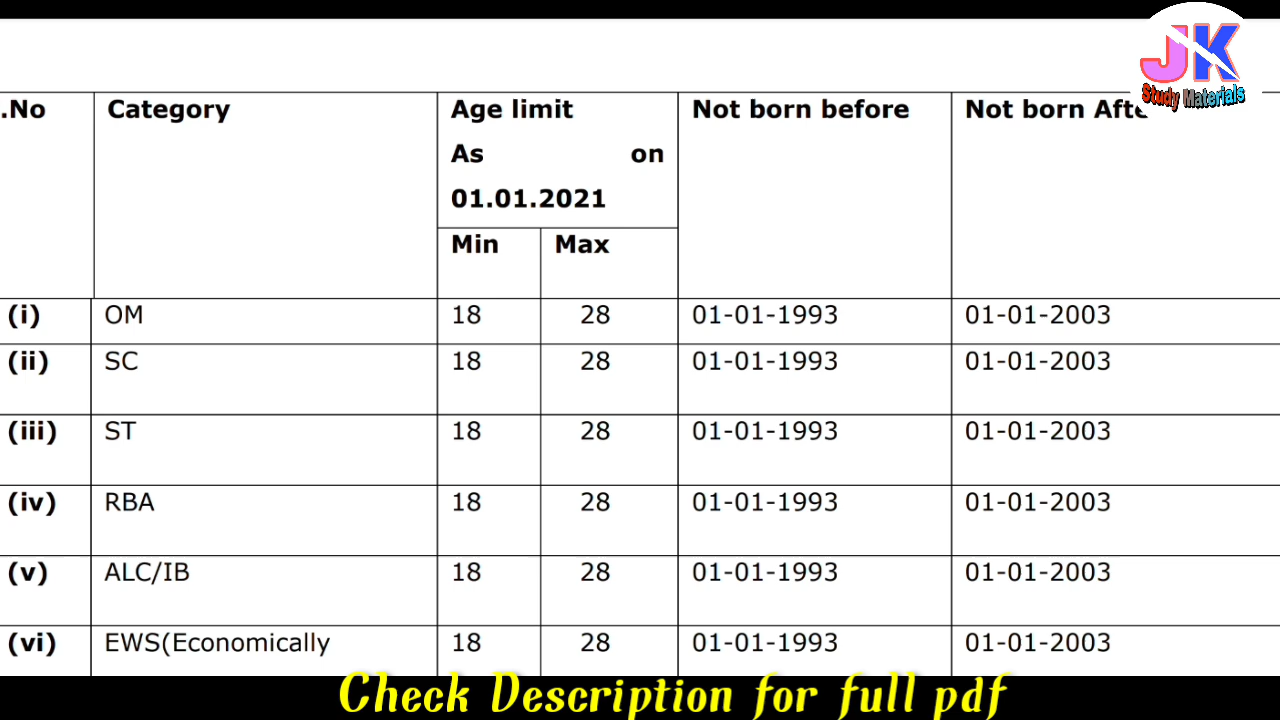 JK
Study Materials
.No Category Age limit Not born before Not born Afte
As on
01.01.2021
Min Max
(i) OM 18 28 01-01-1993 01-01-2003
(ii) SC 18 28 01-01-1993 01-01-2003
(iii) ST 18 28 01-01-1993 01-01-2003
(iv) RBA 18 28 01-01-1993 01-01-2003
(v) ALC/IB 18 28 01-01-1993 01-01-2003
(vi) EWS(Economically 18 28 01-01-1993 01-01-2003
Check Description for full pdf